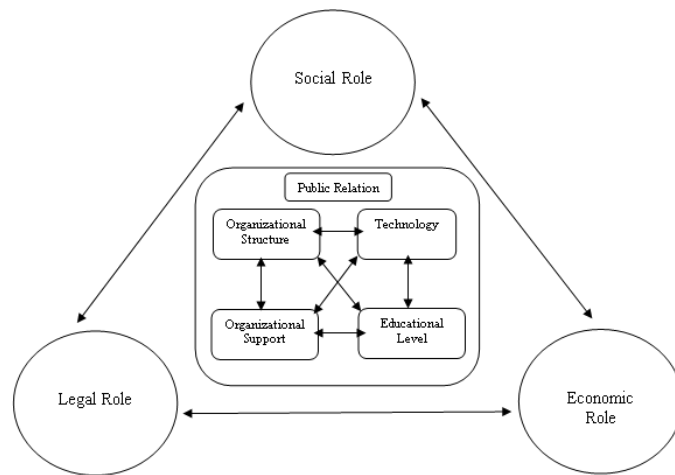 Social Role
Public Relation
Organizational
Structure
Technology
Organizational
Support
Educational
Level
Legal Role
Economic
Role